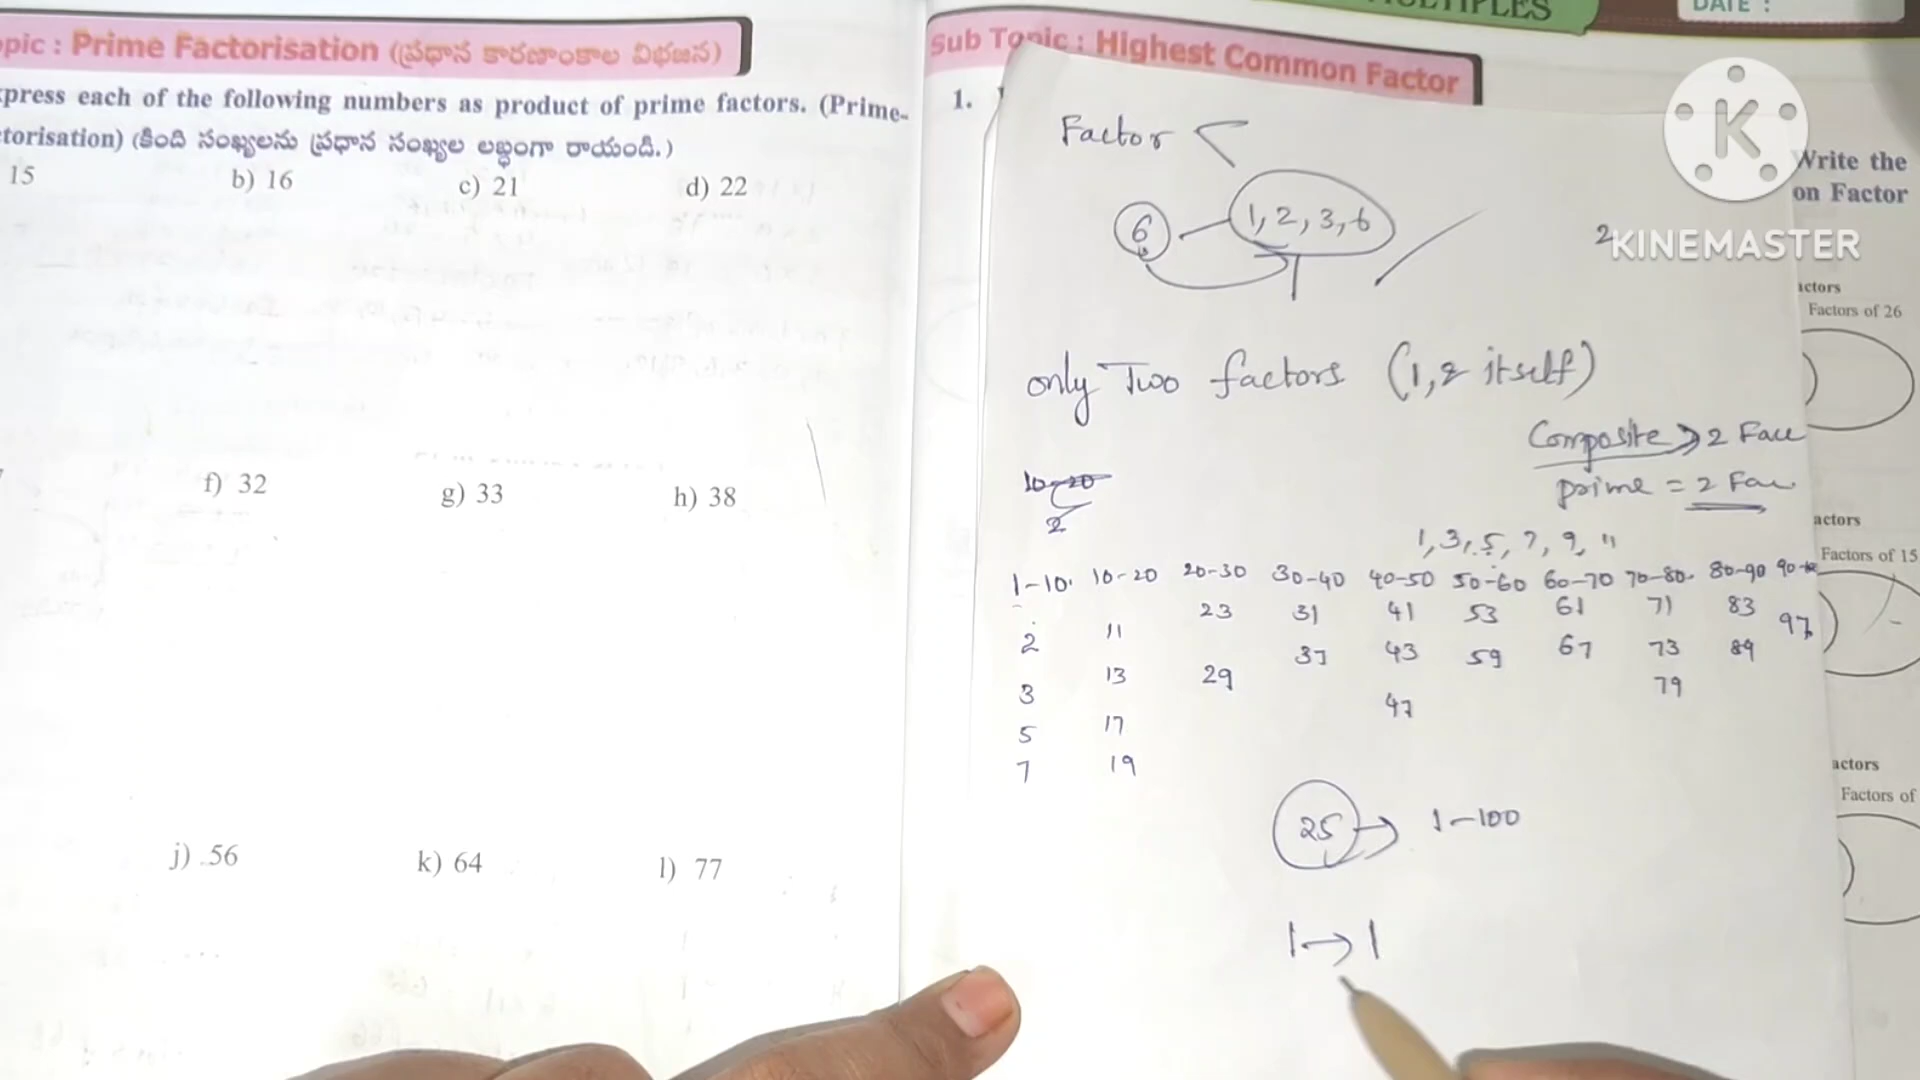 pic : Prime Factorisation (ప్రధాన కారణాంకాల విభజన)
press each of the following numbers as product of prime factors. (Prime-
torisation) (కింది సంఖ్యలను ప్రధాన సంఖ్యల లబ్ధంగా రాయండి.)
15 b) 16 c) 21 d) 22
f) 32 g) 33 h) 38
j) 56 k) 64 l) 77
DATE :
Sub Topic : Highest Common Factor
1.
Write the
on Factor
KINEMASTER
Factor
6 1, 2, 3, 6
2
only Two factors (1, & itself)
Composite > 2 Fac
prime = 2 Fac
10-20
2
1, 3, 5, 7, 9, 11
1-10 10-20 20-30 30-40 40-50 50-60 60-70 70-80 80-90 90-
2 11 23 31 41 53 61 71 83 97
3 13 29 37 43 59 67 73 89
5 17 47 79
7 19
25 → 1-100
1 → 1
actors
Factors of 26
actors
Factors of 15
actors
Factors of